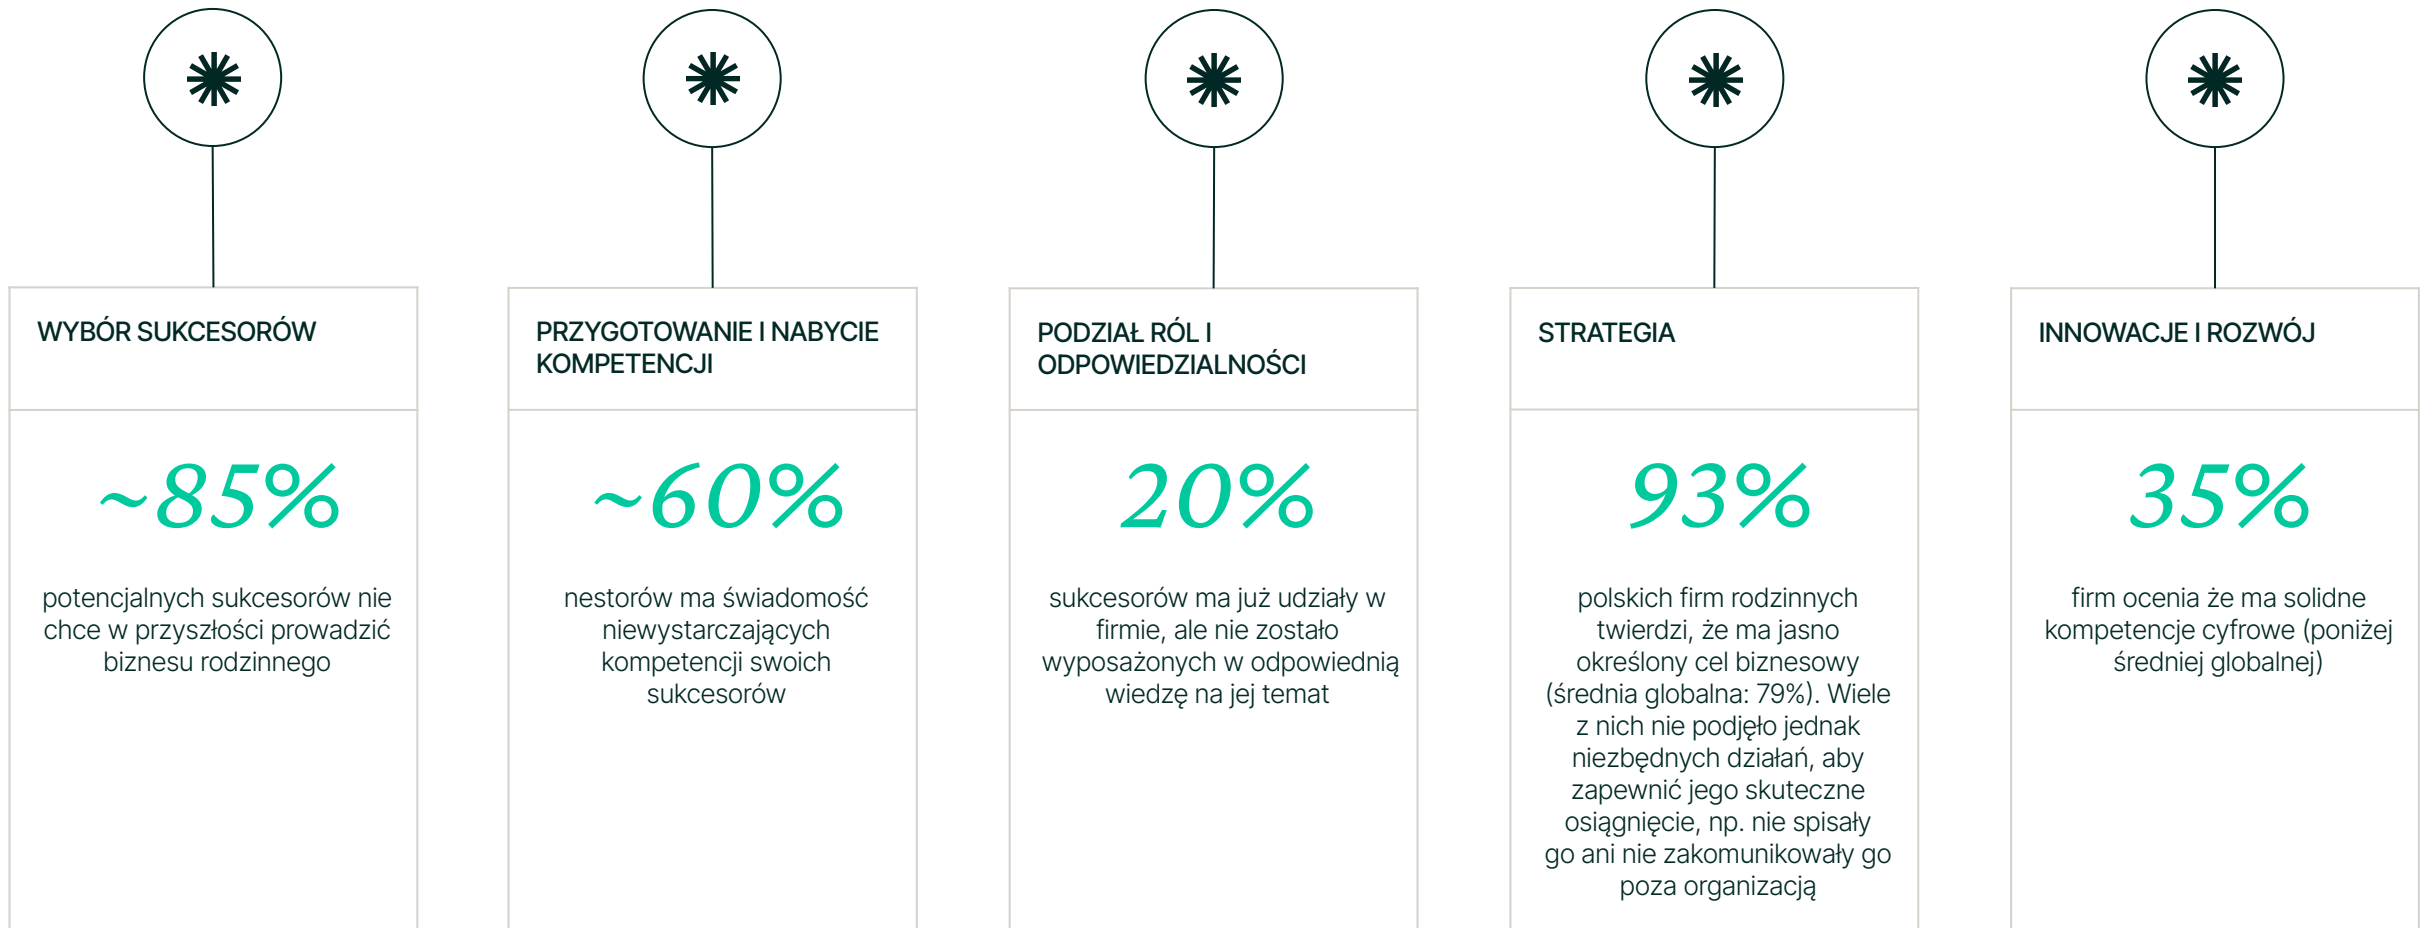 WYBÓR SUKCESORÓW
~85%
potencjalnych sukcesorów nie
chce w przyszłości prowadzić
biznesu rodzinnego
PRZYGOTOWANIE I NABYCIE
KOMPETENCJI
~60%
nestorów ma świadomość
niewystarczających
kompetencji swoich
sukcesorów
PODZIAŁ RÓL I
ODPOWIEDZIALNOŚCI
20%
sukcesorów ma już udziały w
firmie, ale nie zostało
wyposażonych w odpowiednią
wiedzę na jej temat
STRATEGIA
93%
polskich firm rodzinnych
twierdzi, że ma jasno
określony cel biznesowy
(średnia globalna: 79%). Wiele
z nich nie podjęło jednak
niezbędnych działań, aby
zapewnić jego skuteczne
osiągnięcie, np. nie spisały
go ani nie zakomunikowały go
poza organizacją
INNOWACJE I ROZWÓJ
35%
firm ocenia że ma solidne
kompetencje cyfrowe (poniżej
średniej globalnej)